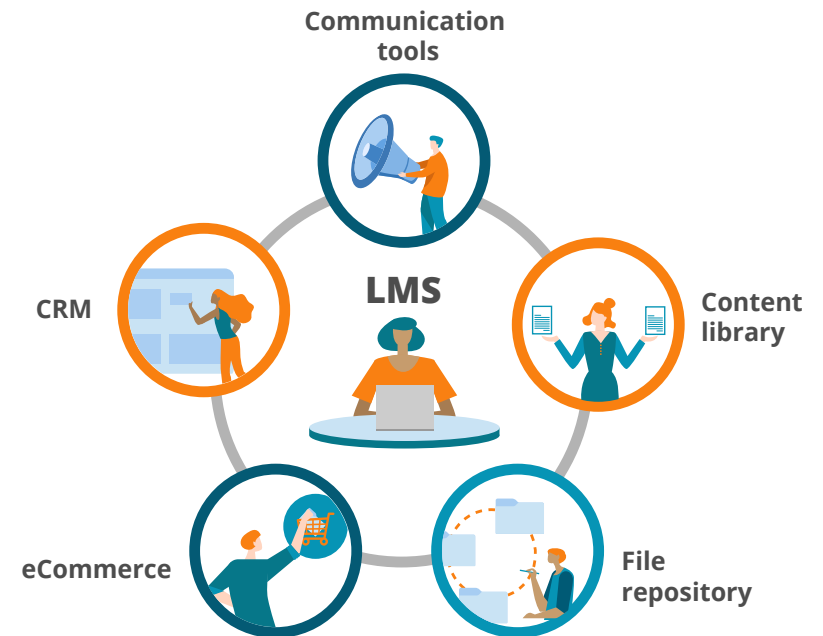 Communication
tools
LMS
CRM
Content
library
eCommerce
File
repository